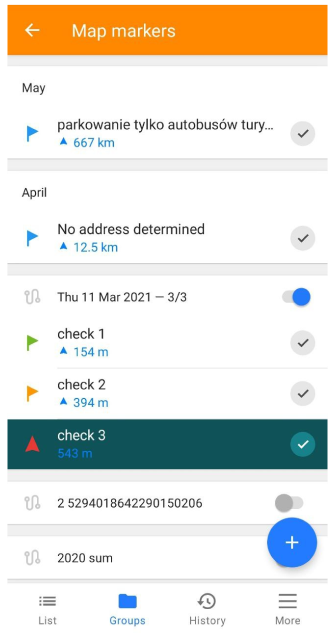 Map markers
May
parkowanie tylko autobusów tury...
667 km
April
No address determined
12.5 km
Thu 11 Mar 2021 — 3/3
check 1
154 m
check 2
394 m
check 3
543 m
2 5294018642290150206
2020 sum
List
Groups
History
More